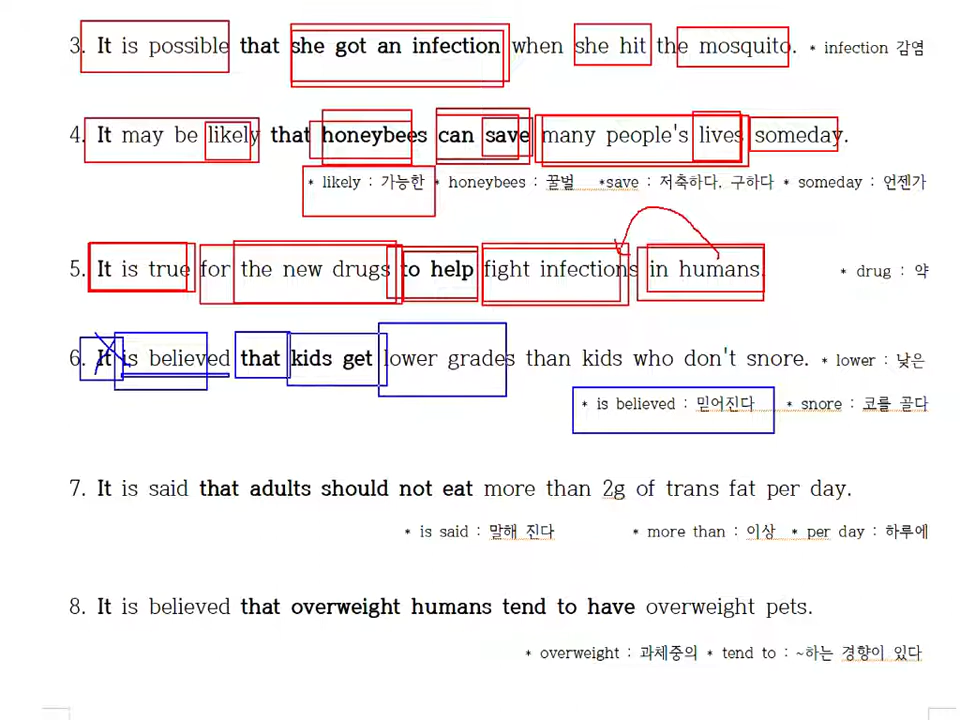 3. It is possible that she got an infection when she hit the mosquito. * infection 감염
4. It may be likely that honeybees can save many people's lives someday.
* likely : 가능한 * honeybees : 꿀벌 *save : 저축하다, 구하다 * someday : 언젠가
5. It is true for the new drugs to help fight infections in humans. * drug : 약
6. It is believed that kids get lower grades than kids who don't snore. * lower : 낮은
* is believed : 믿어진다 * snore : 코를 골다
7. It is said that adults should not eat more than 2g of trans fat per day.
* is said : 말해 진다 * more than : 이상 * per day : 하루에
8. It is believed that overweight humans tend to have overweight pets.
* overweight : 과체중의 * tend to : ~하는 경향이 있다